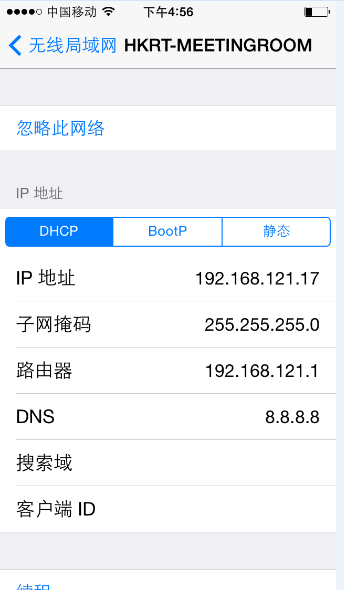 中国移动 下午4:56
无线局域网 HKRT-MEETINGROOM
忽略此网络
IP 地址
DHCP BootP 静态
IP 地址 192.168.121.17
子网掩码 255.255.255.0
路由器 192.168.121.1
DNS 8.8.8.8
搜索域
客户端 ID